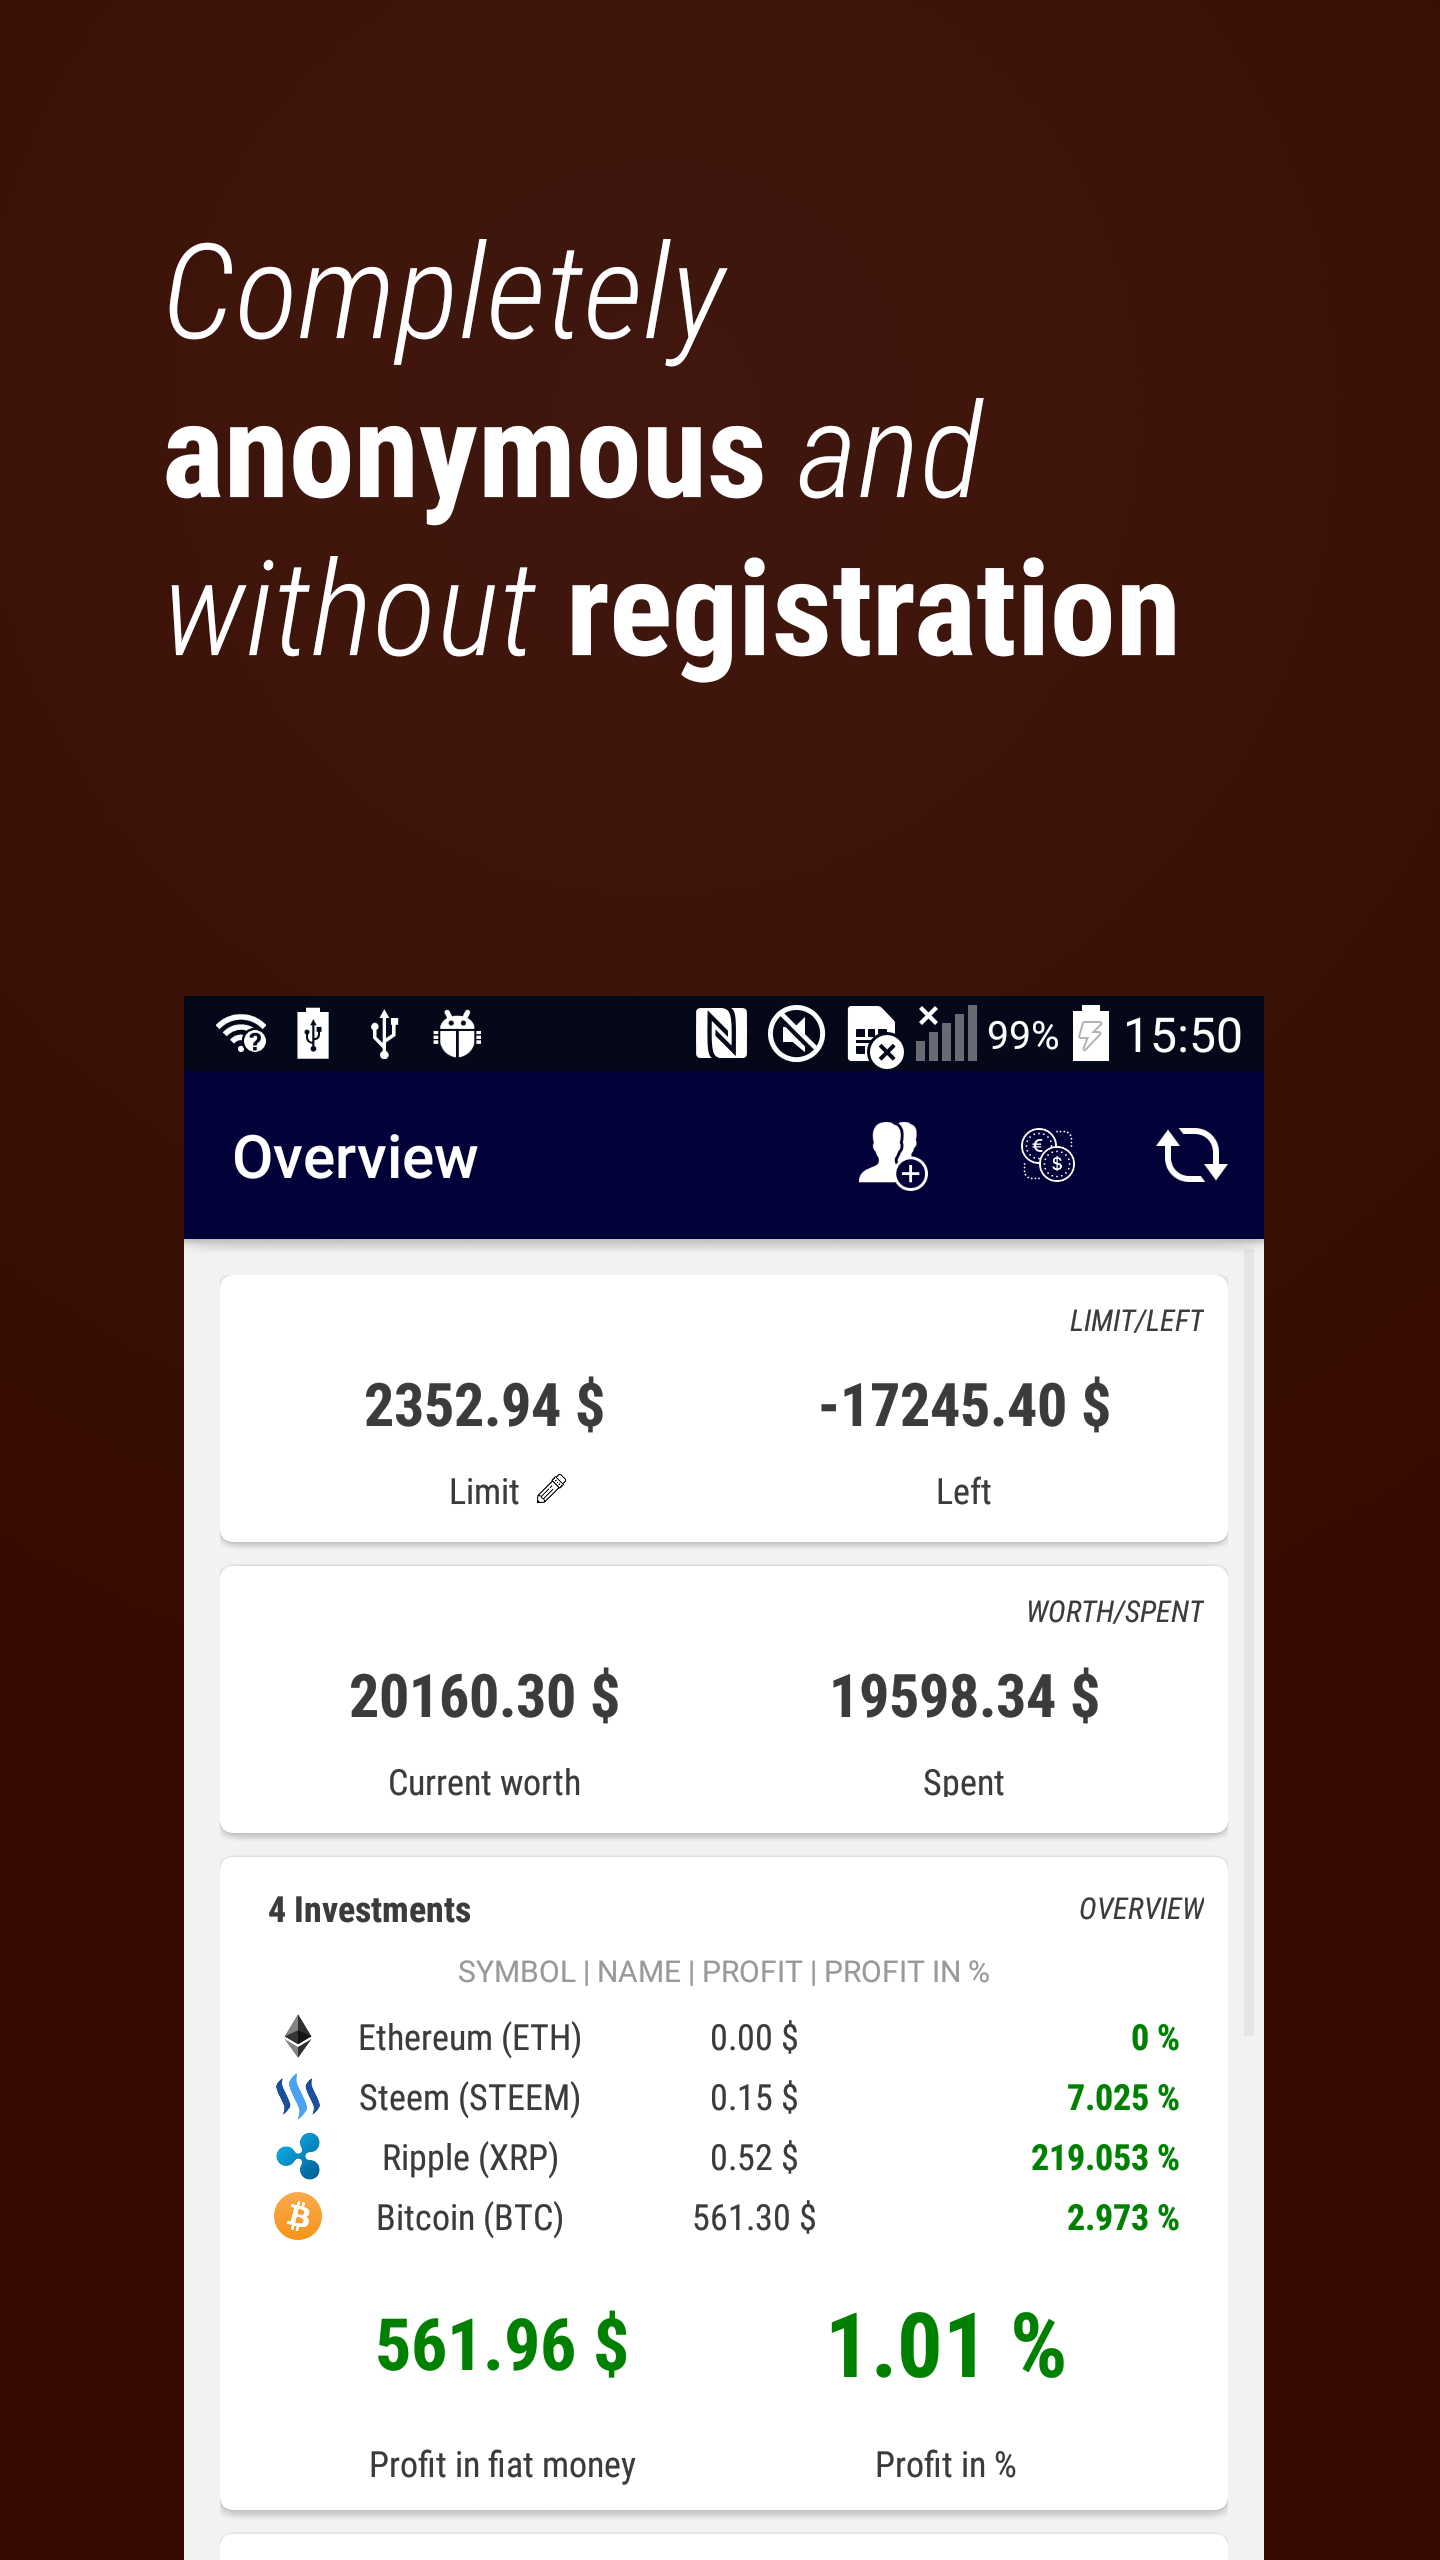 Completely
anonymous and
without registration
99% 15:50
Overview
LIMIT/LEFT
2352.94 $ -17245.40 $
Limit Left
WORTH/SPENT
20160.30 $ 19598.34 $
Current worth Spent
4 Investments OVERVIEW
SYMBOL | NAME | PROFIT | PROFIT IN %
Ethereum (ETH) 0.00 $ 0 %
Steem (STEEM) 0.15 $ 7.025 %
Ripple (XRP) 0.52 $ 219.053 %
Bitcoin (BTC) 561.30 $ 2.973 %
561.96 $ 1.01 %
Profit in fiat money Profit in %